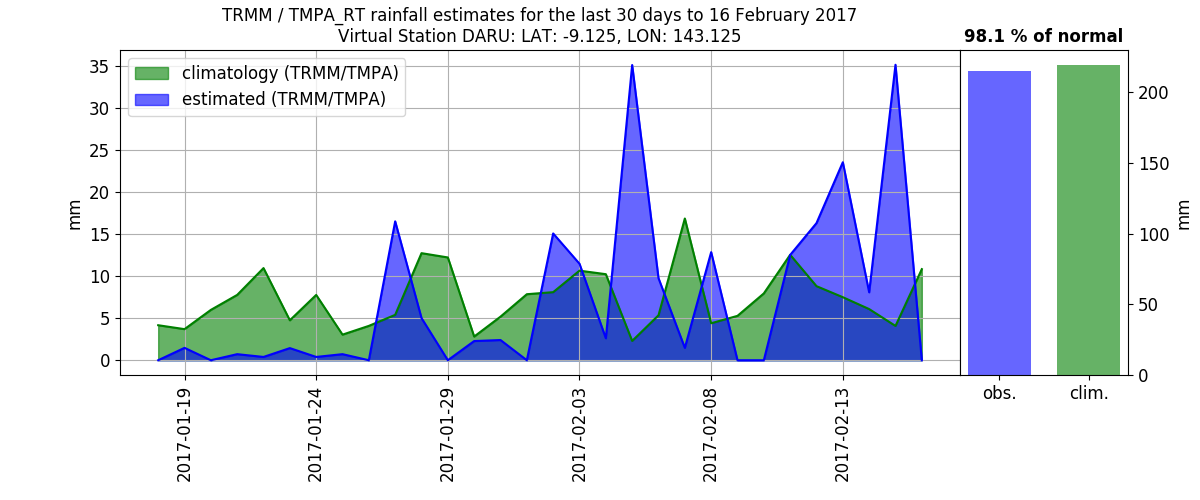 TRMM / TMPA_RT rainfall estimates for the last 30 days to 16 February 2017
Virtual Station DARU: LAT: -9.125, LON: 143.125
98.1 % of normal
climatology (TRMM/TMPA)
estimated (TRMM/TMPA)
mm
35
30
25
20
15
10
5
0
2017-01-19
2017-01-24
2017-01-29
2017-02-03
2017-02-08
2017-02-13
obs.
clim.
200
150
100
50
0
mm